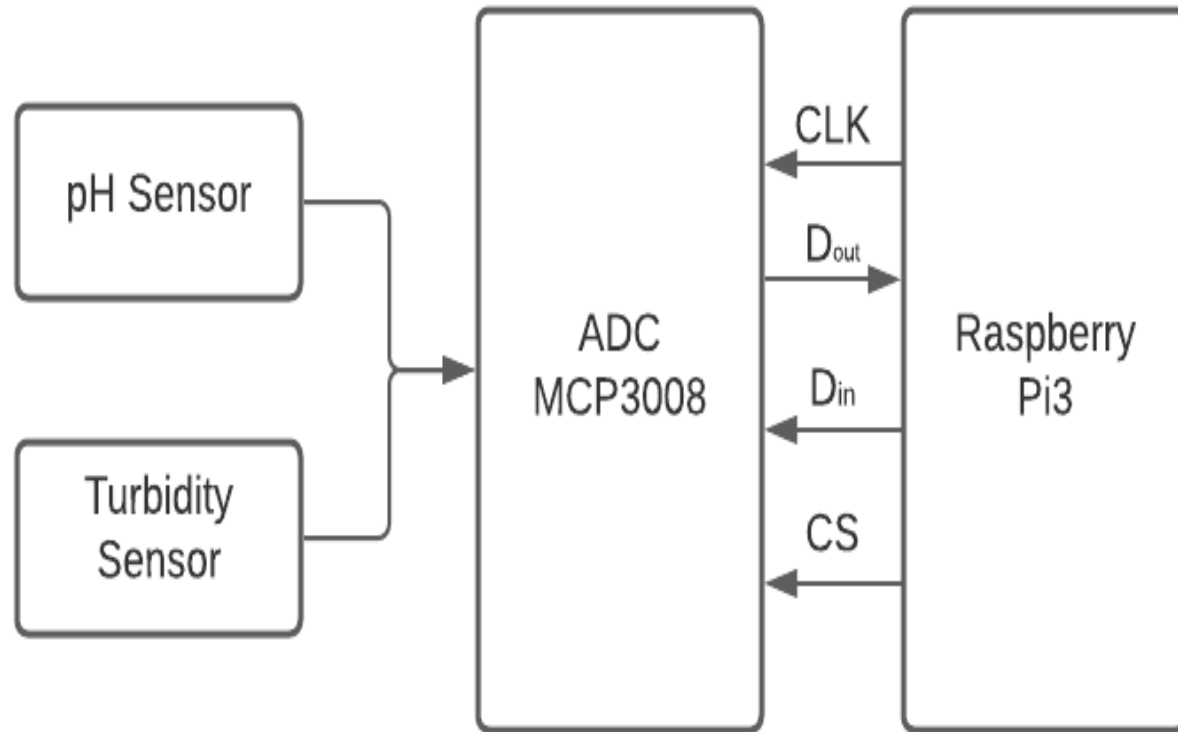 pH Sensor
Turbidity
Sensor
ADC
MCP3008
CLK
Dout
Din
CS
Raspberry
Pi3